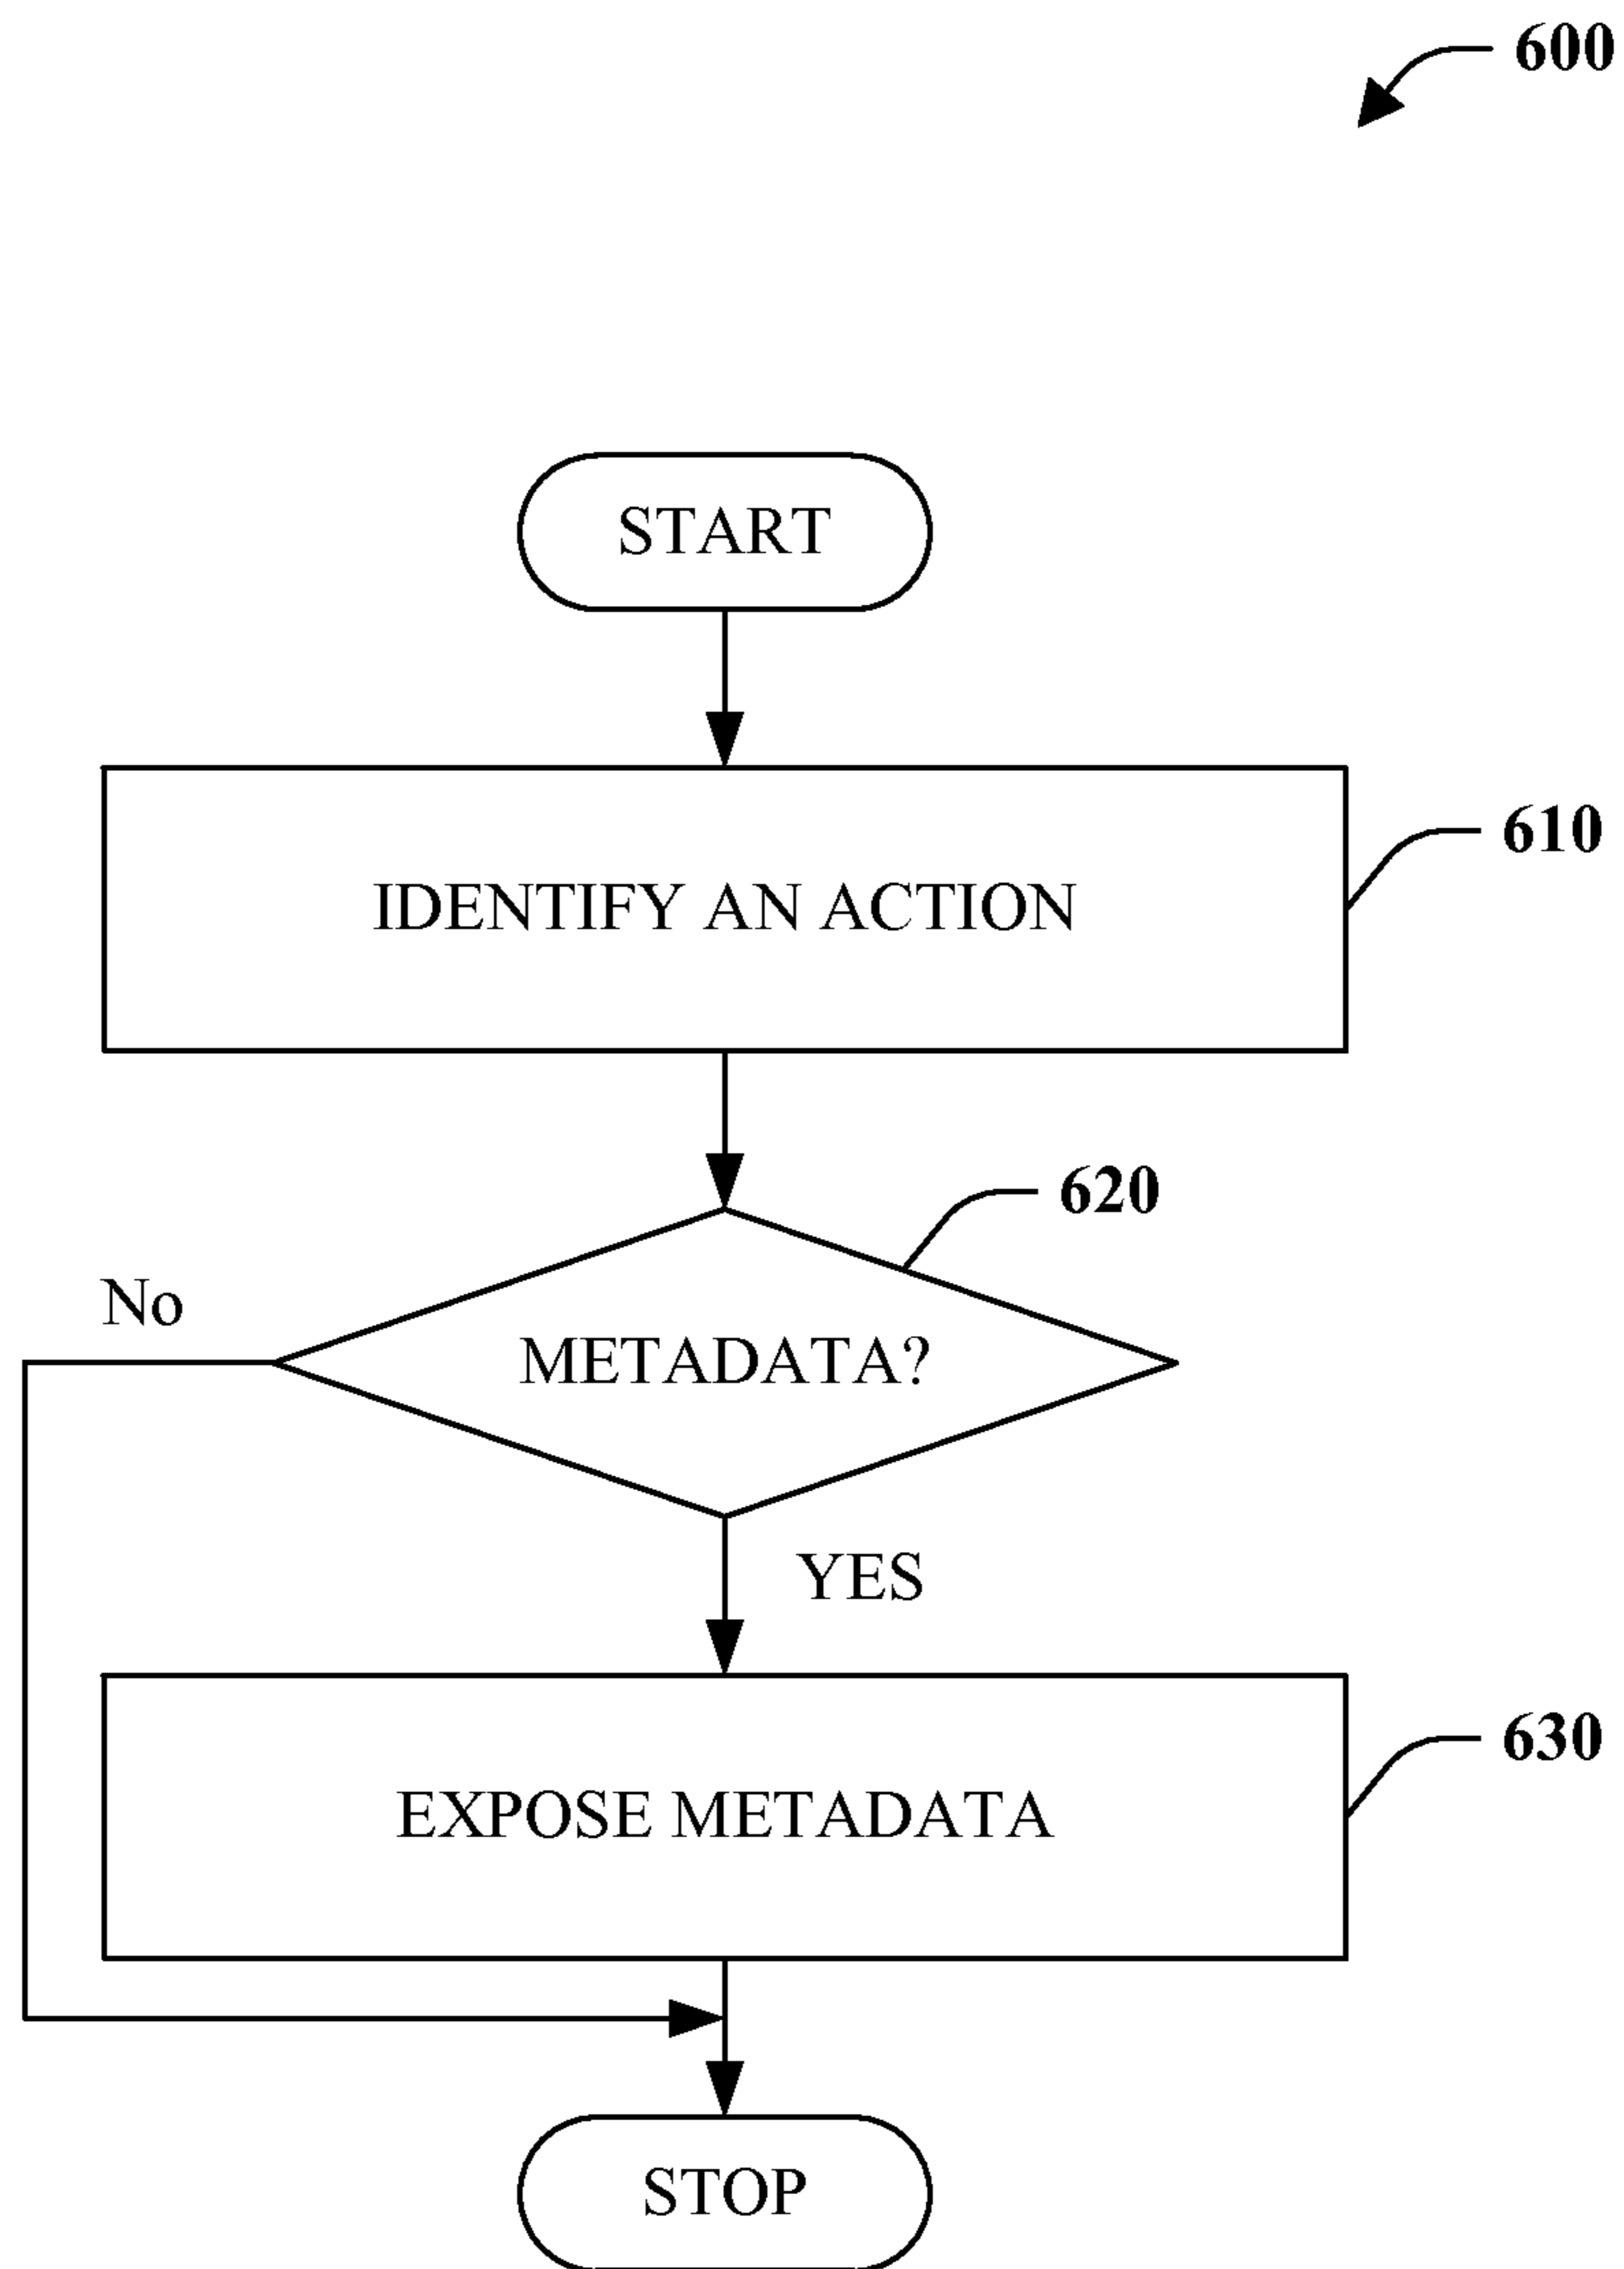 600
START
IDENTIFY AN ACTION
610
620
No
METADATA?
YES
EXPOSE METADATA
630
STOP